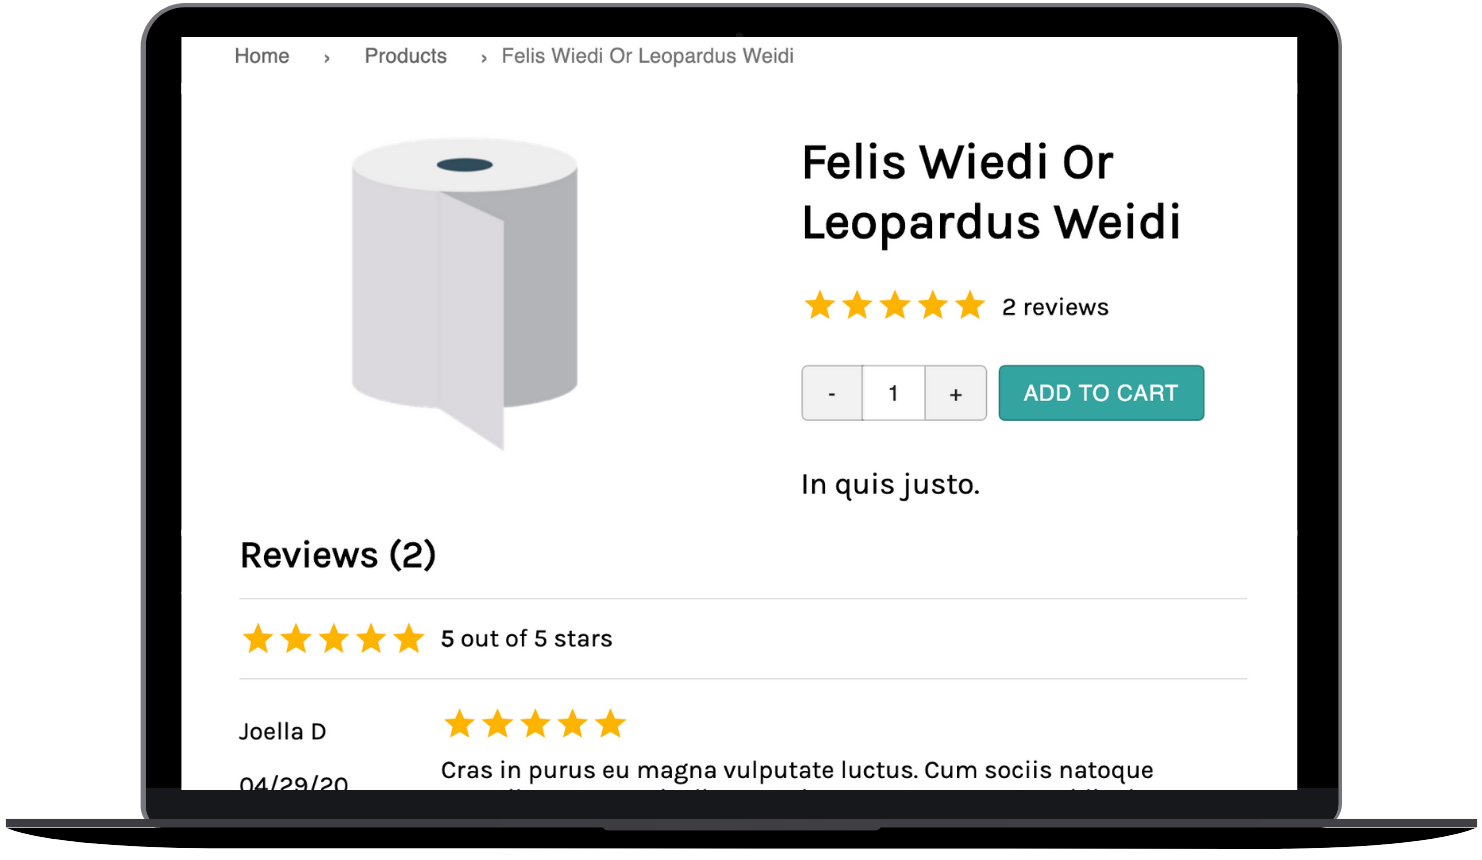 Home › Products › Felis Wiedi Or Leopardus Weidi
Felis Wiedi Or
Leopardus Weidi
2 reviews
- 1 + ADD TO CART
In quis justo.
Reviews (2)
5 out of 5 stars
Joella D
04/29/20
Cras in purus eu magna vulputate luctus. Cum sociis natoque